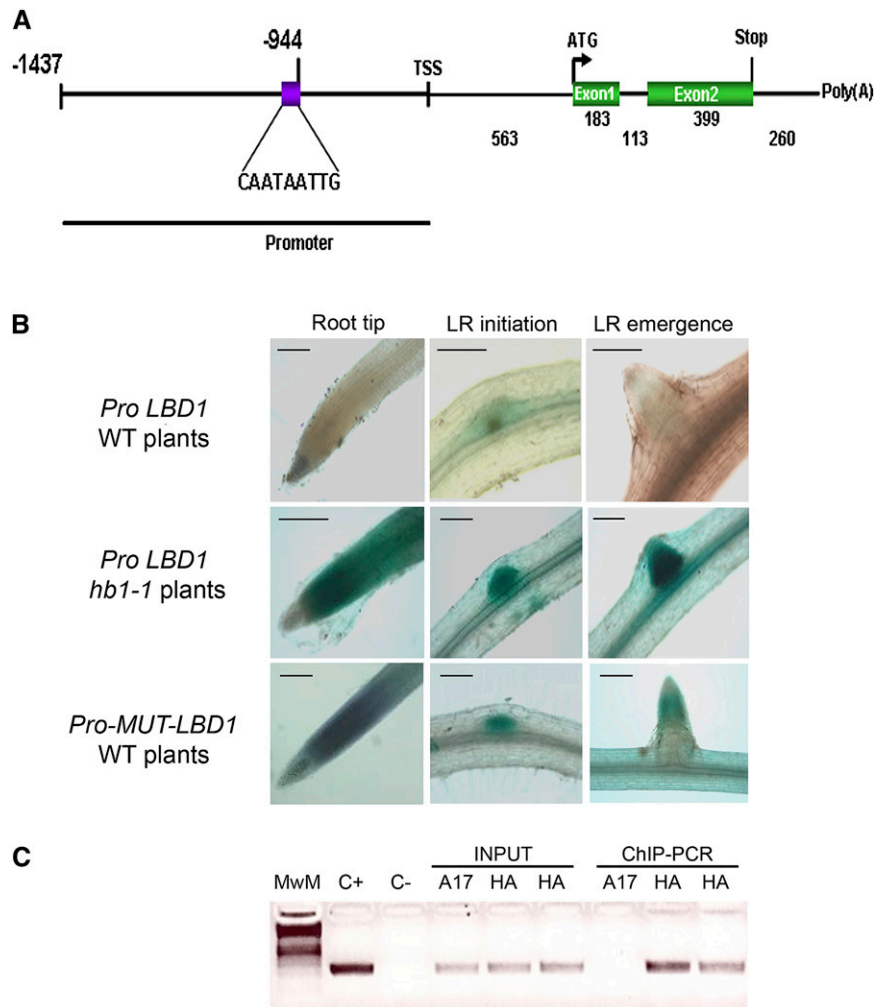 A
-1437
-944
TSS
ATG
Stop
Exon1
Exon2
Poly(A)
183
399
563
113
260
CAATAATTG
Promoter
B
Root tip
LR initiation
LR emergence
Pro LBD1
WT plants
Pro LBD1
hb1-1 plants
Pro-MUT-LBD1
WT plants
C
INPUT
ChIP-PCR
MwM
C+
C-
A17
HA
HA
A17
HA
HA